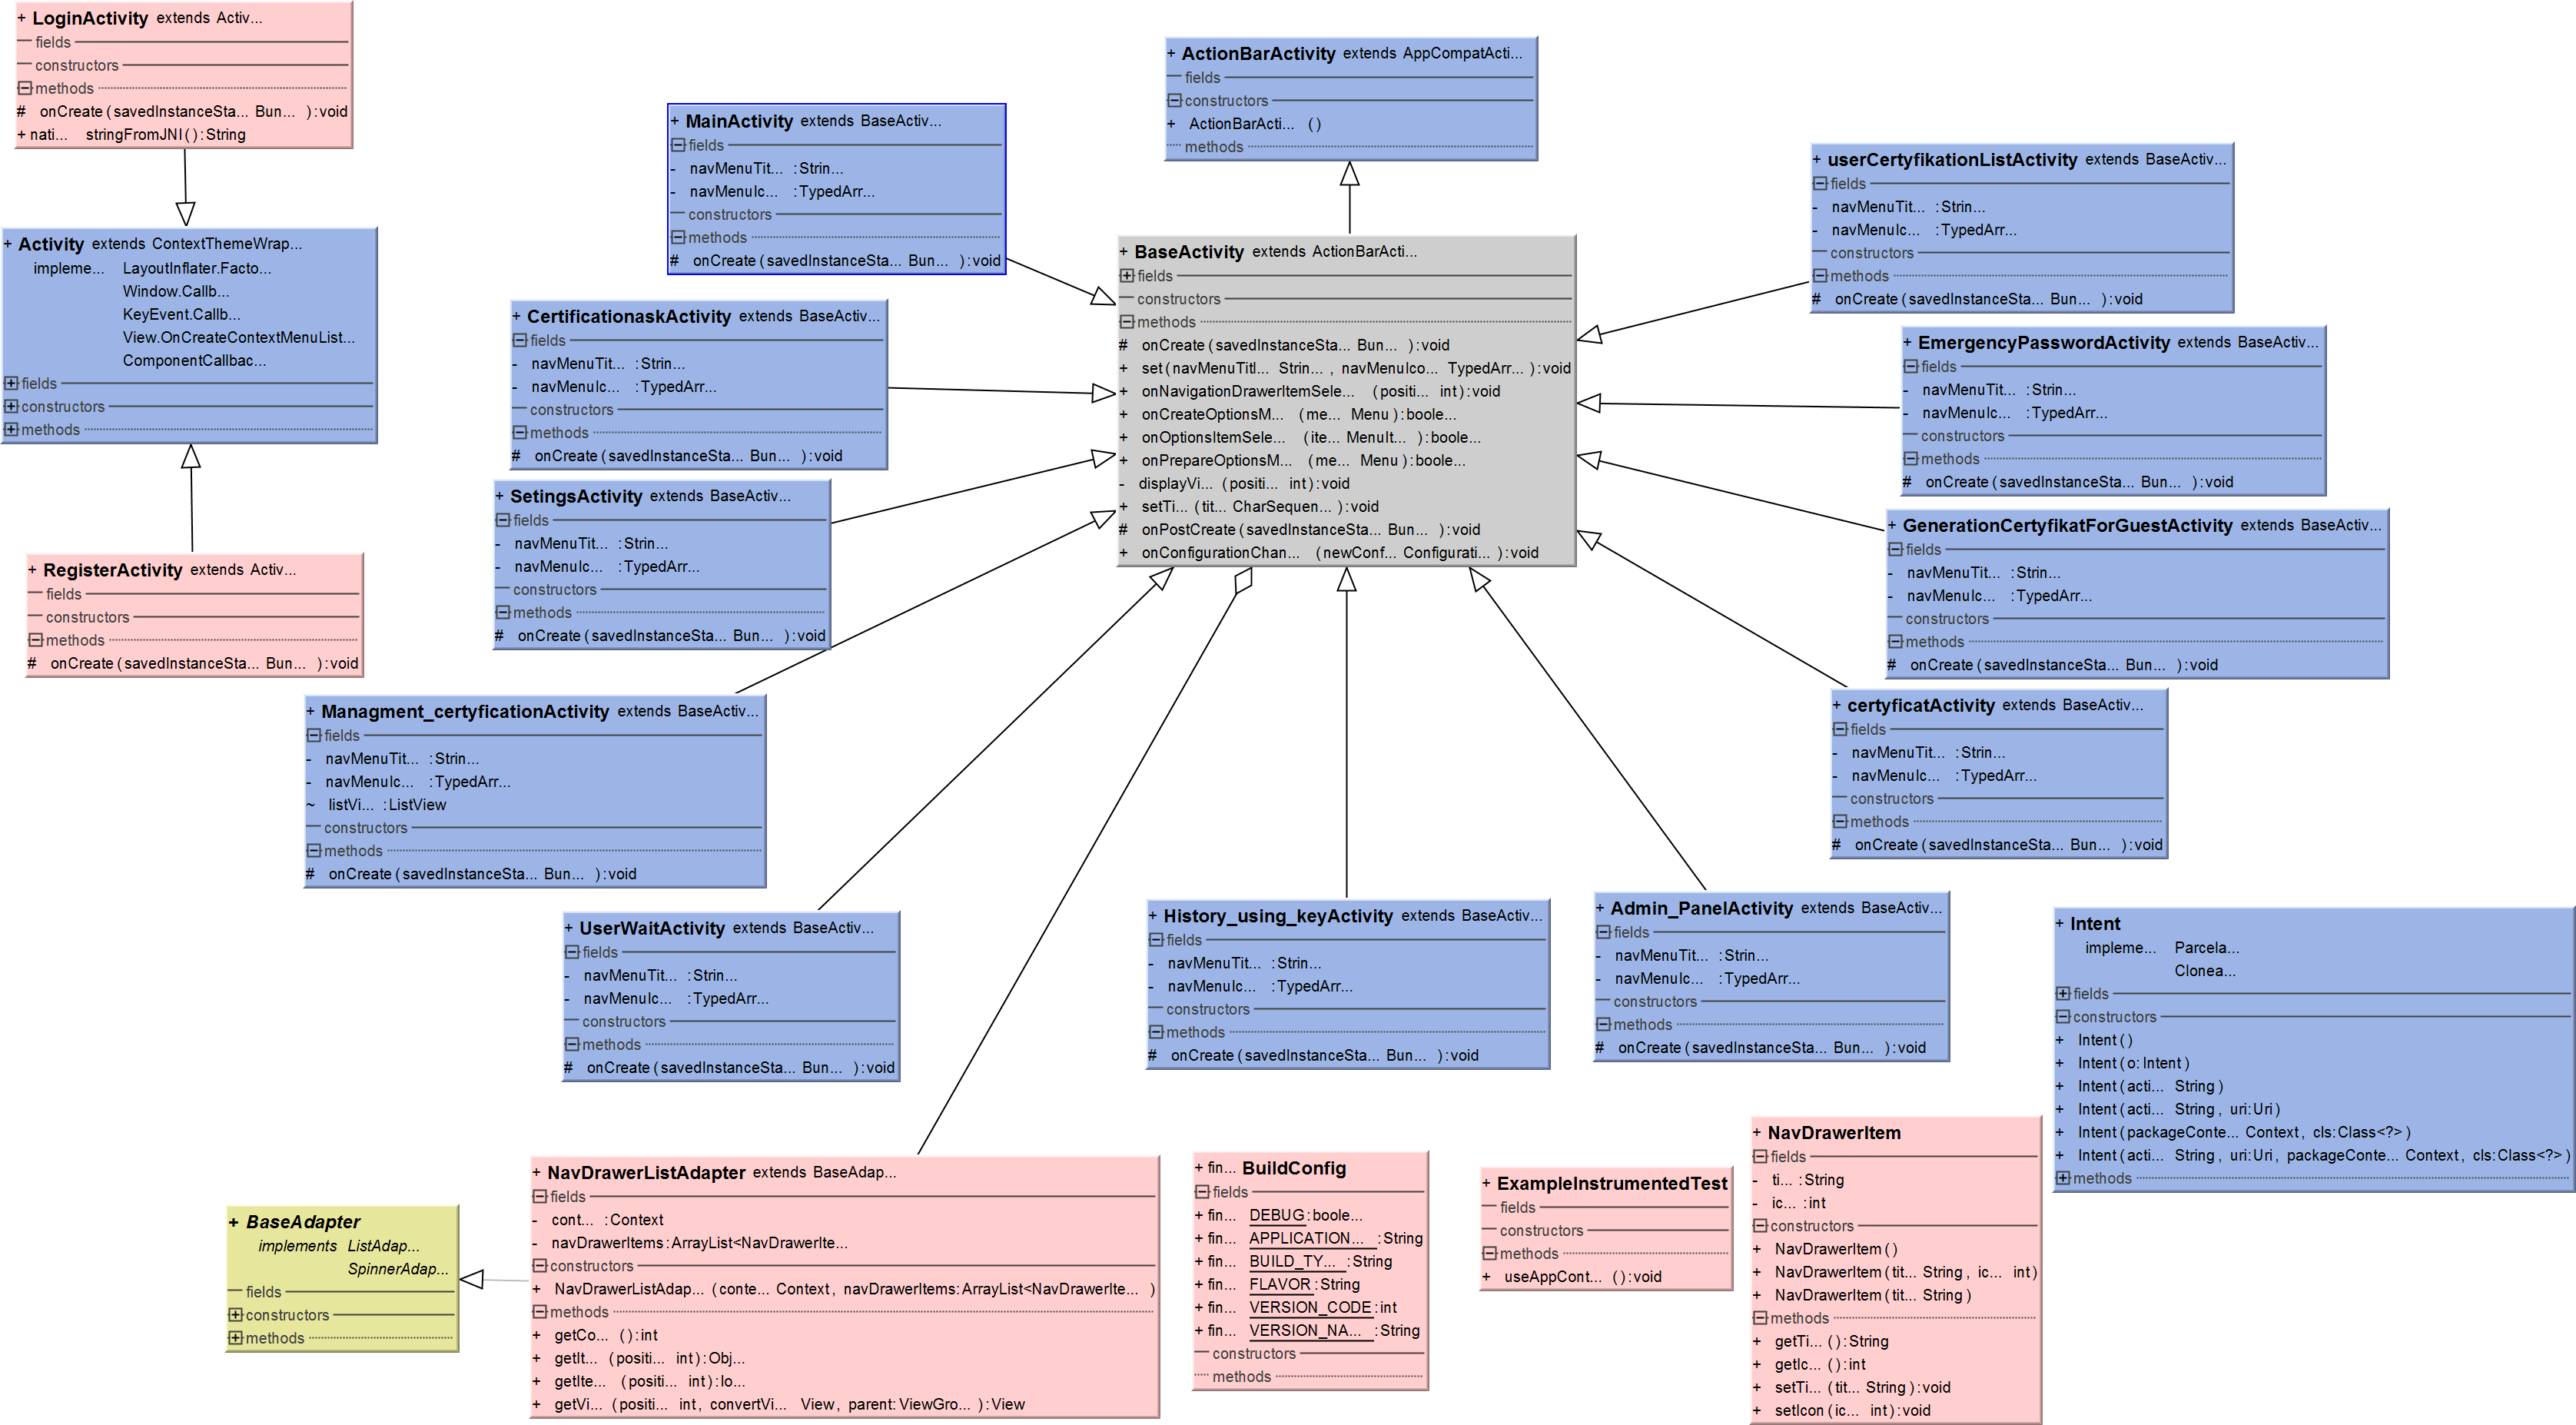 + LoginActivity extends Activ...
fields
constructors
methods
# onCreate(savedInstanceSta... Bun... ):void
+ nati... stringFromJNI():String
+ Activity extends ContextThemeWrap...
impleme... LayoutInflater.Facto...
Window.Callb...
KeyEvent.Callb...
View.OnCreateContextMenuList...
ComponentCallbac...
fields
constructors
methods
+ RegisterActivity extends Activ...
fields
constructors
methods
# onCreate(savedInstanceSta... Bun... ):void
+ MainActivity extends BaseActiv...
fields
- navMenuTit... :Strin...
- navMenuIc... :TypedArr...
constructors
methods
# onCreate(savedInstanceSta... Bun... ):void
+ CertificationaskActivity extends BaseActiv...
fields
- navMenuTit... :Strin...
- navMenuIc... :TypedArr...
constructors
methods
# onCreate(savedInstanceSta... Bun... ):void
+ SetingsActivity extends BaseActiv...
fields
- navMenuTit... :Strin...
- navMenuIc... :TypedArr...
constructors
methods
# onCreate(savedInstanceSta... Bun... ):void
+ Managment_certyficationActivity extends BaseActiv...
fields
- navMenuTit... :Strin...
- navMenuIc... :TypedArr...
~ listVi... :ListView
constructors
methods
# onCreate(savedInstanceSta... Bun... ):void
+ UserWaitActivity extends BaseActiv...
fields
- navMenuTit... :Strin...
- navMenuIc... :TypedArr...
constructors
methods
# onCreate(savedInstanceSta... Bun... ):void
+ ActionBarActivity extends AppCompatActi...
fields
constructors
+ ActionBarActi... ()
methods
+ BaseActivity extends ActionBarActi...
fields
constructors
methods
# onCreate(savedInstanceSta... Bun... ):void
+ set(navMenuTitl... Strin... , navMenuIco... TypedArr... ):void
+ onNavigationDrawerItemSele... (positi... int):void
+ onCreateOptionsM... (me... Menu):boole...
+ onOptionsItemSele... (ite... MenuIt... ):boole...
+ onPrepareOptionsM... (me... Menu):boole...
- displayVi... (positi... int):void
+ setTi... (tit... CharSequen... ):void
# onPostCreate(savedInstanceSta... Bun... ):void
+ onConfigurationChan... (newConf... Configurati... ):void
+ userCertyfikationListActivity extends BaseActiv...
fields
- navMenuTit... :Strin...
- navMenuIc... :TypedArr...
constructors
methods
# onCreate(savedInstanceSta... Bun... ):void
+ EmergencyPasswordActivity extends BaseActiv...
fields
- navMenuTit... :Strin...
- navMenuIc... :TypedArr...
constructors
methods
# onCreate(savedInstanceSta... Bun... ):void
+ GenerationCertyfikatForGuestActivity extends BaseActiv...
fields
- navMenuTit... :Strin...
- navMenuIc... :TypedArr...
constructors
methods
# onCreate(savedInstanceSta... Bun... ):void
+ certyficatActivity extends BaseActiv...
fields
- navMenuTit... :Strin...
- navMenuIc... :TypedArr...
constructors
methods
# onCreate(savedInstanceSta... Bun... ):void
+ History_using_keyActivity extends BaseActiv...
fields
- navMenuTit... :Strin...
- navMenuIc... :TypedArr...
constructors
methods
# onCreate(savedInstanceSta... Bun... ):void
+ Admin_PanelActivity extends BaseActiv...
fields
- navMenuTit... :Strin...
- navMenuIc... :TypedArr...
constructors
methods
# onCreate(savedInstanceSta... Bun... ):void
+ Intent
impleme... Parcela...
Clonea...
fields
constructors
+ Intent()
+ Intent(o:Intent)
+ Intent(acti... String)
+ Intent(acti... String, uri:Uri)
+ Intent(packageConte... Context, cls:Class<?>)
+ Intent(acti... String, uri:Uri, packageConte... Context, cls:Class<?>)
methods
+ BaseAdapter
implements ListAdap...
SpinnerAdap...
fields
constructors
methods
+ NavDrawerListAdapter extends BaseAdap...
fields
- cont... :Context
- navDrawerItems:ArrayList<NavDrawerIte...
constructors
+ NavDrawerListAdap... (conte... Context, navDrawerItems:ArrayList<NavDrawerIte... )
methods
+ getCo... ():int
+ getIt... (positi... int):Obj...
+ getIte... (positi... int):lo...
+ getVi... (positi... int, convertVi... View, parent:ViewGro... ):View
+ fin... BuildConfig
fields
+ fin... DEBUG:boole...
+ fin... APPLICATION... :String
+ fin... BUILD_TY... :String
+ fin... FLAVOR:String
+ fin... VERSION_CODE:int
+ fin... VERSION_NA... :String
constructors
methods
+ ExampleInstrumentedTest
fields
constructors
methods
+ useAppCont... ():void
+ NavDrawerItem
fields
- ti... :String
- ic... :int
constructors
+ NavDrawerItem()
+ NavDrawerItem(tit... String, ic... int)
+ NavDrawerItem(tit... String)
methods
+ getTi... ():String
+ getIc... ():int
+ setTi... (tit... String):void
+ setIcon(ic... int):void